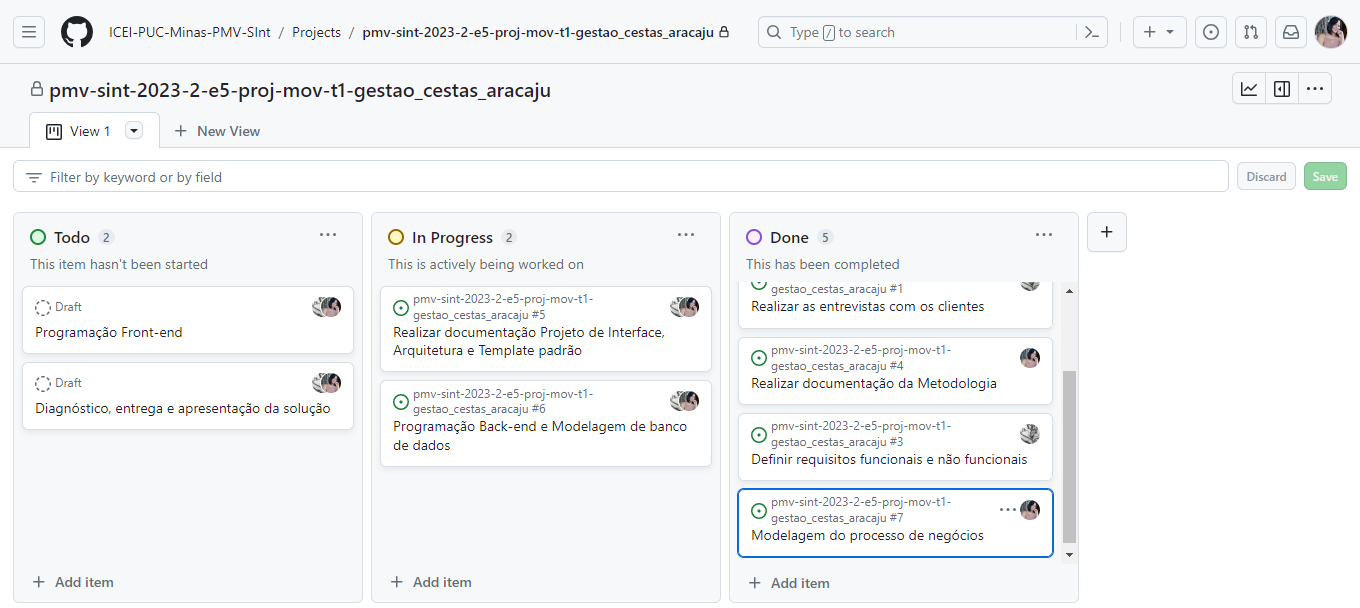 ICEI-PUC-Minas-PMV-SInt / Projects / pmv-sint-2023-2-e5-proj-mov-t1-gestao_cestas_aracaju
Type / to search
pmv-sint-2023-2-e5-proj-mov-t1-gestao_cestas_aracaju
View 1
New View
Filter by keyword or by field
Discard
Save
Todo 2
This item hasn't been started
Draft
Programação Front-end
Draft
Diagnóstico, entrega e apresentação da solução
Add item
In Progress 2
This is actively being worked on
pmv-sint-2023-2-e5-proj-mov-t1-
gestao_cestas_aracaju #5
Realizar documentação Projeto de Interface,
Arquitetura e Template padrão
pmv-sint-2023-2-e5-proj-mov-t1-
gestao_cestas_aracaju #6
Programação Back-end e Modelagem de banco
de dados
Add item
Done 5
This has been completed
gestao_cestas_aracaju #1
Realizar as entrevistas com os clientes
pmv-sint-2023-2-e5-proj-mov-t1-
gestao_cestas_aracaju #4
Realizar documentação da Metodologia
pmv-sint-2023-2-e5-proj-mov-t1-
gestao_cestas_aracaju #3
Definir requisitos funcionais e não funcionais
pmv-sint-2023-2-e5-proj-mov-t1-
gestao_cestas_aracaju #7
Modelagem do processo de negócios
Add item